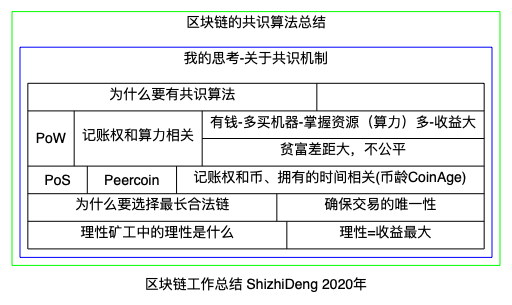 区块链的共识算法总结
我的思考-关于共识机制
为什么要有共识算法
PoW
记账权和算力相关
有钱-多买机器-掌握资源（算力）多-收益大
贫富差距大，不公平
PoS
Peercoin
记账权和币、拥有的时间相关(币龄CoinAge)
为什么要选择最长合法链
确保交易的唯一性
理性矿工中的理性是什么
理性=收益最大
区块链工作总结 ShizhiDeng 2020年